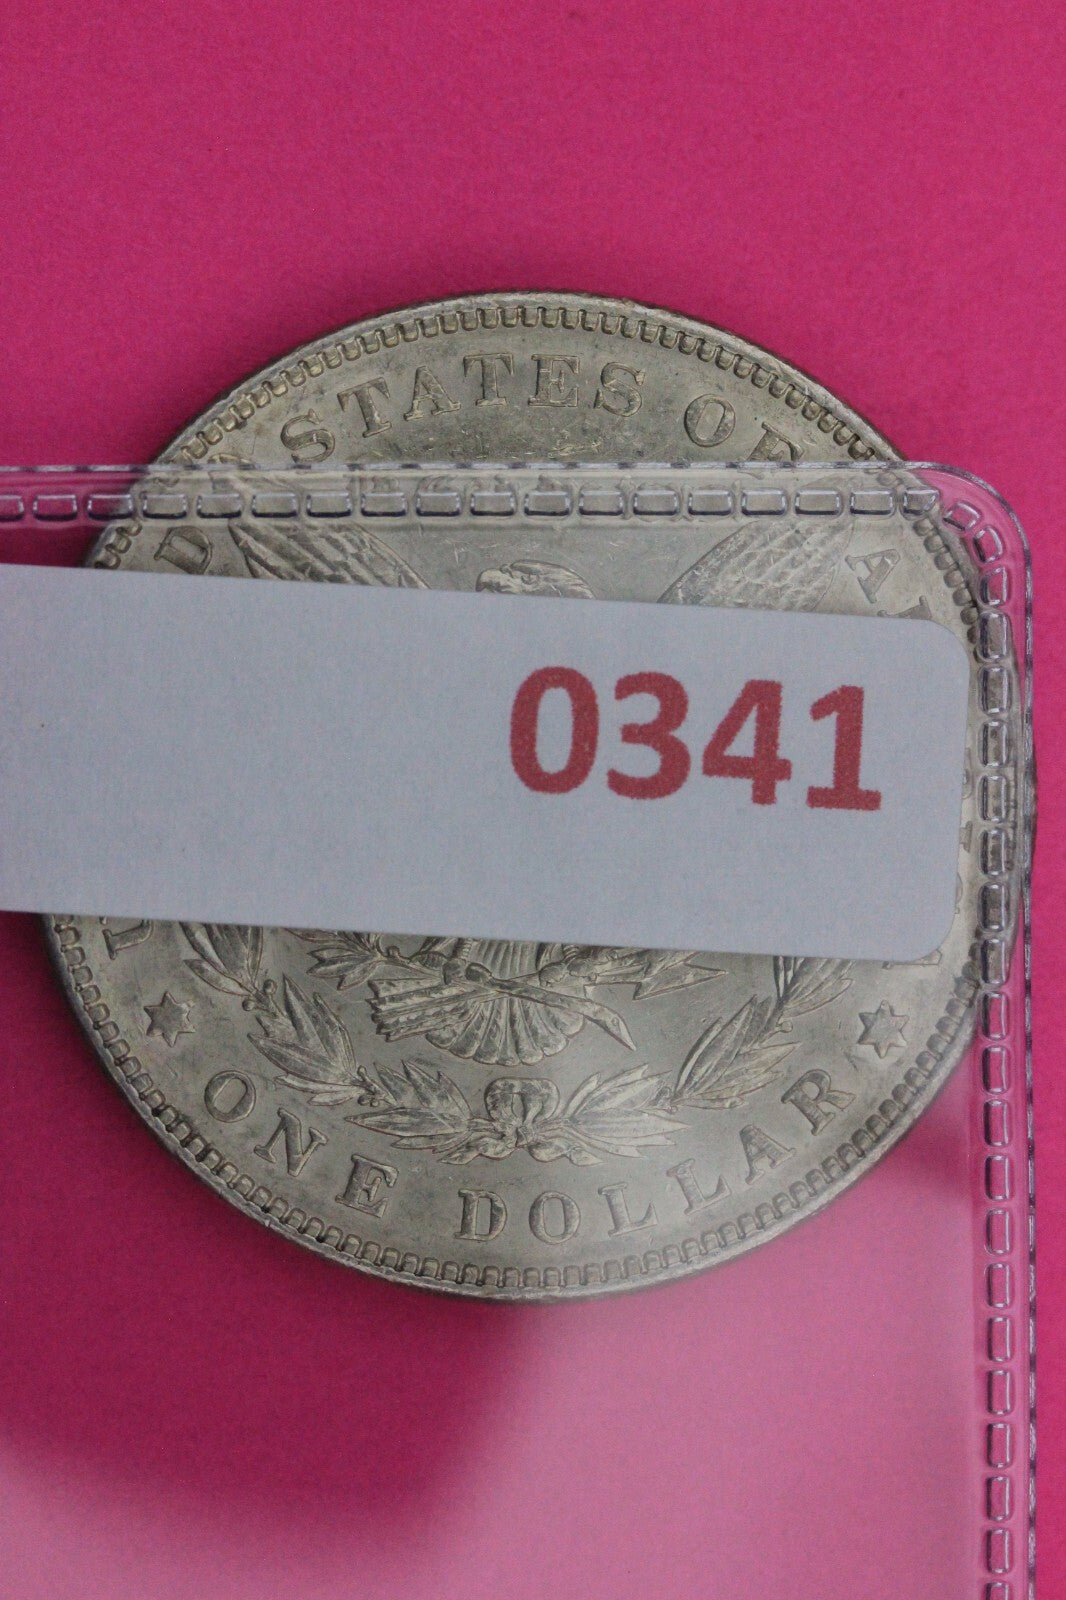 STATES OF
0341
ONE DOLLAR